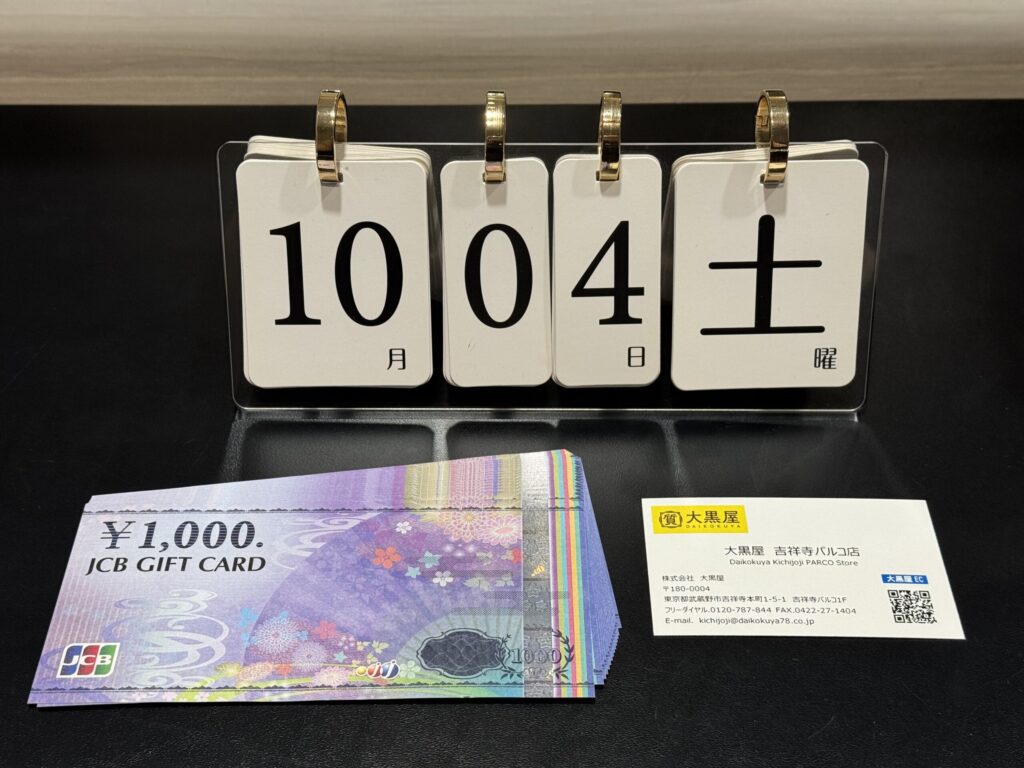 10
月
0
4
日
土
曜
￥1,000.
JCB GIFT CARD
JCB
1000
質 大黒屋
DAIKOKUYA
大黒屋 吉祥寺パルコ店
Daikokuya Kichijoji PARCO Store
株式会社 大黒屋
〒180-0004
東京都武蔵野市吉祥寺本町1-5-1 吉祥寺パルコ1F
フリーダイヤル.0120-787-844 FAX.0422-27-1404
E-mail. kichijoji@daikokuya78.co.jp
大黒屋 EC